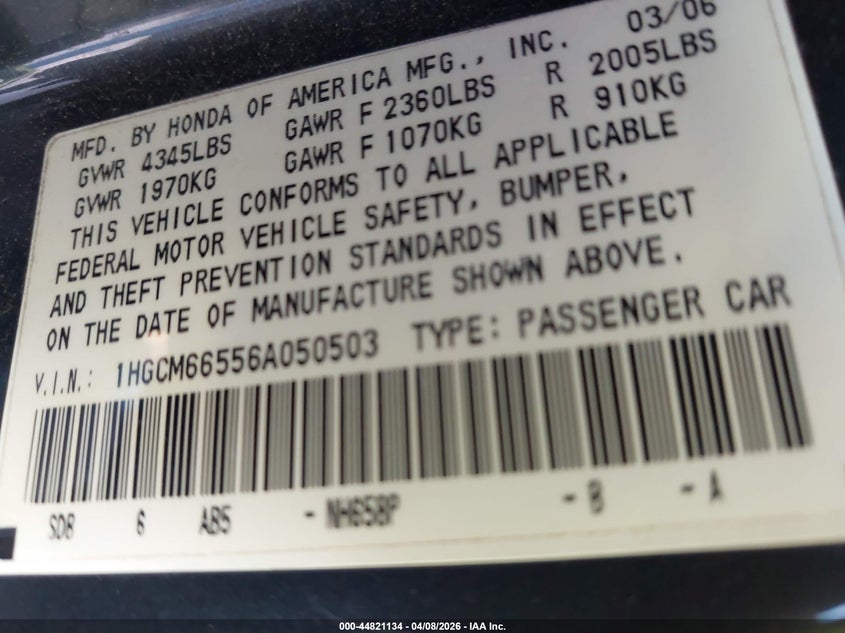 03/06
MFD. BY HONDA OF AMERICA MFG., INC.
GVWR 4345LBS GAWR F 2360LBS R 2005LBS
GVWR 1970KG GAWR F 1070KG R 910KG
THIS VEHICLE CONFORMS TO ALL APPLICABLE
FEDERAL MOTOR VEHICLE SAFETY, BUMPER,
AND THEFT PREVENTION STANDARDS IN EFFECT
ON THE DATE OF MANUFACTURE SHOWN ABOVE.
V.I.N.: 1HGCM66556A050503 TYPE: PASSENGER CAR
SDB 6 AB5 - NH658P - B - A
000-44821134 - 04/08/2026 - IAA Inc.